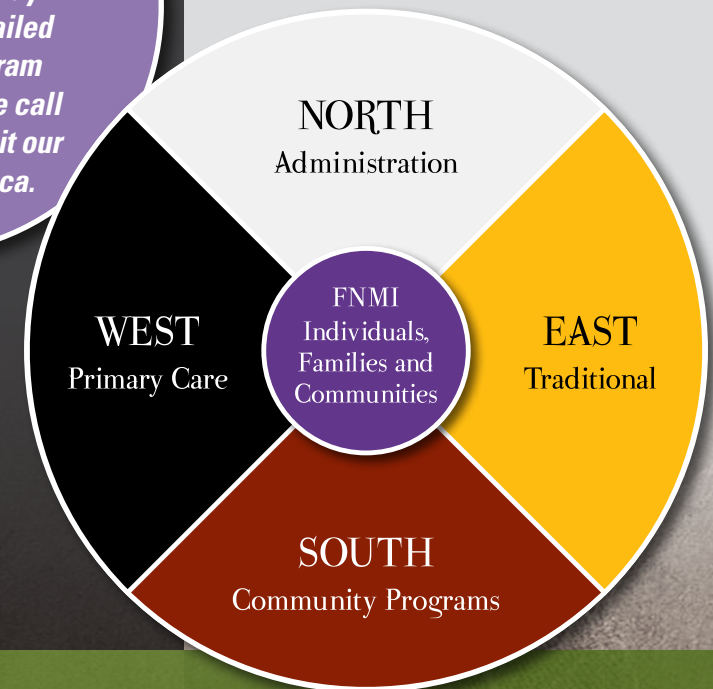 ailed
ram
e call
it our
ca.
NORTH
Administration
WEST
Primary Care
FNMI
Individuals,
Families and
Communities
EAST
Traditional
SOUTH
Community Programs